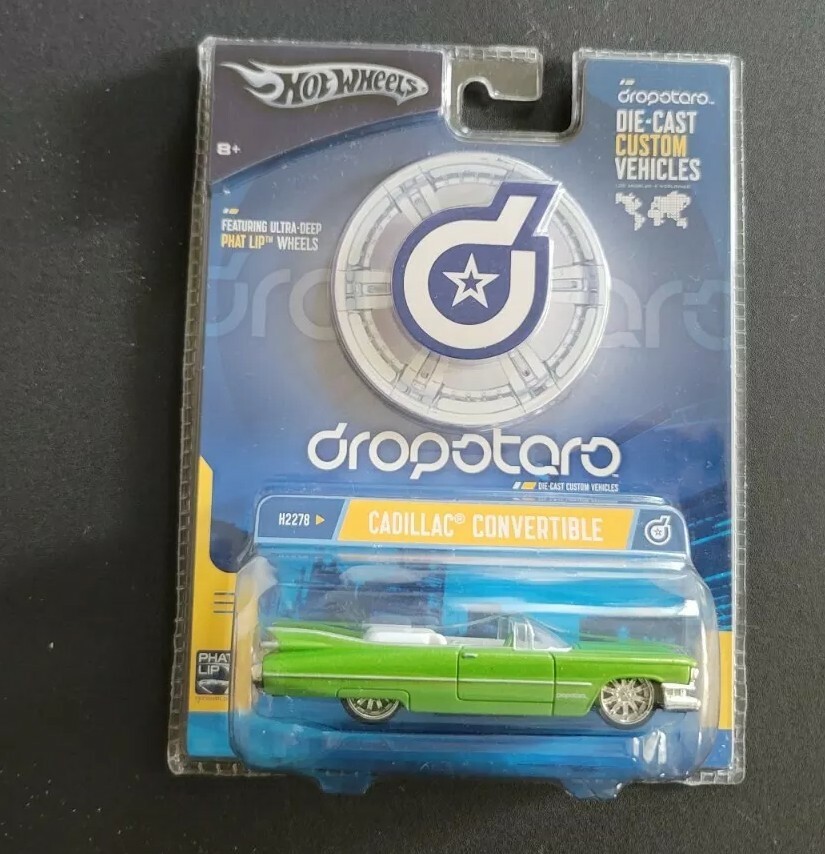 HOT WHEELS
8+
FEATURING ULTRA-DEEP
PHAT LIP™ WHEELS
dropstars™
DIE-CAST
CUSTOM
VEHICLES
dropstars
DIE-CAST CUSTOM VEHICLES
H2278
CADILLAC® CONVERTIBLE
PHAT
LIP